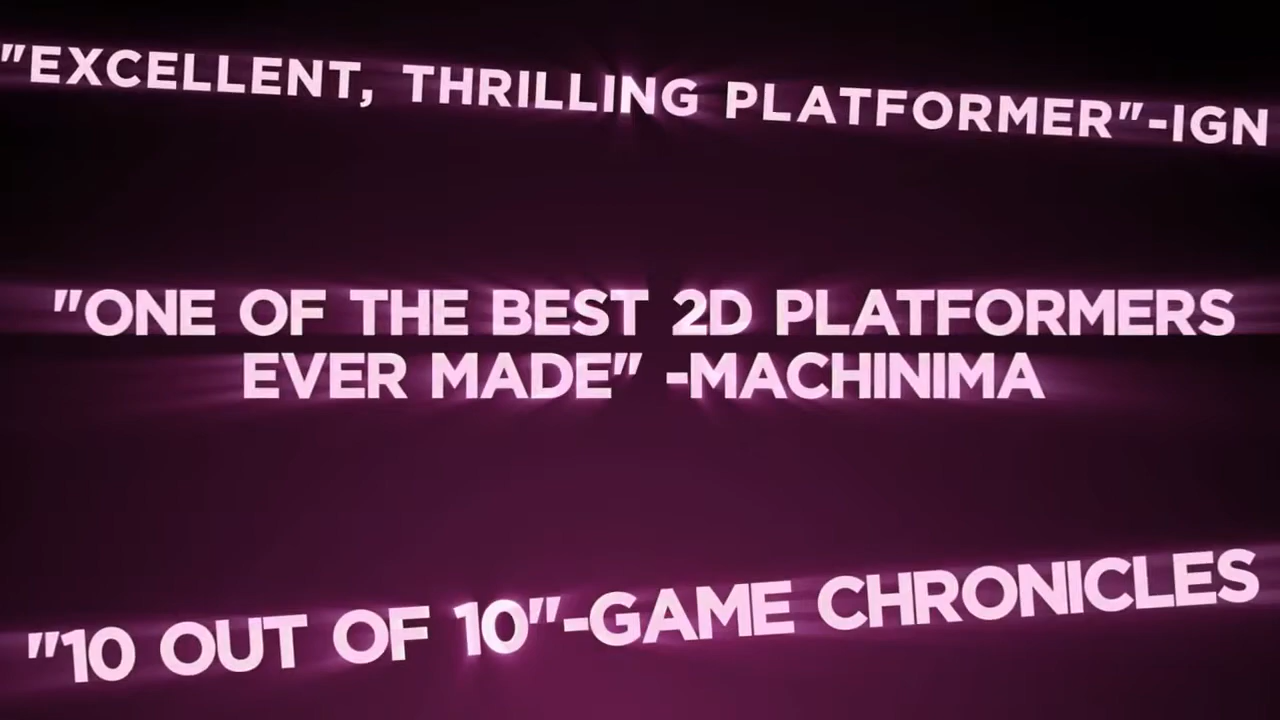 "EXCELLENT, THRILLING PLATFORMER"-IGN
"ONE OF THE BEST 2D PLATFORMERS
EVER MADE" -MACHINIMA
"10 OUT OF 10"-GAME CHRONICLES